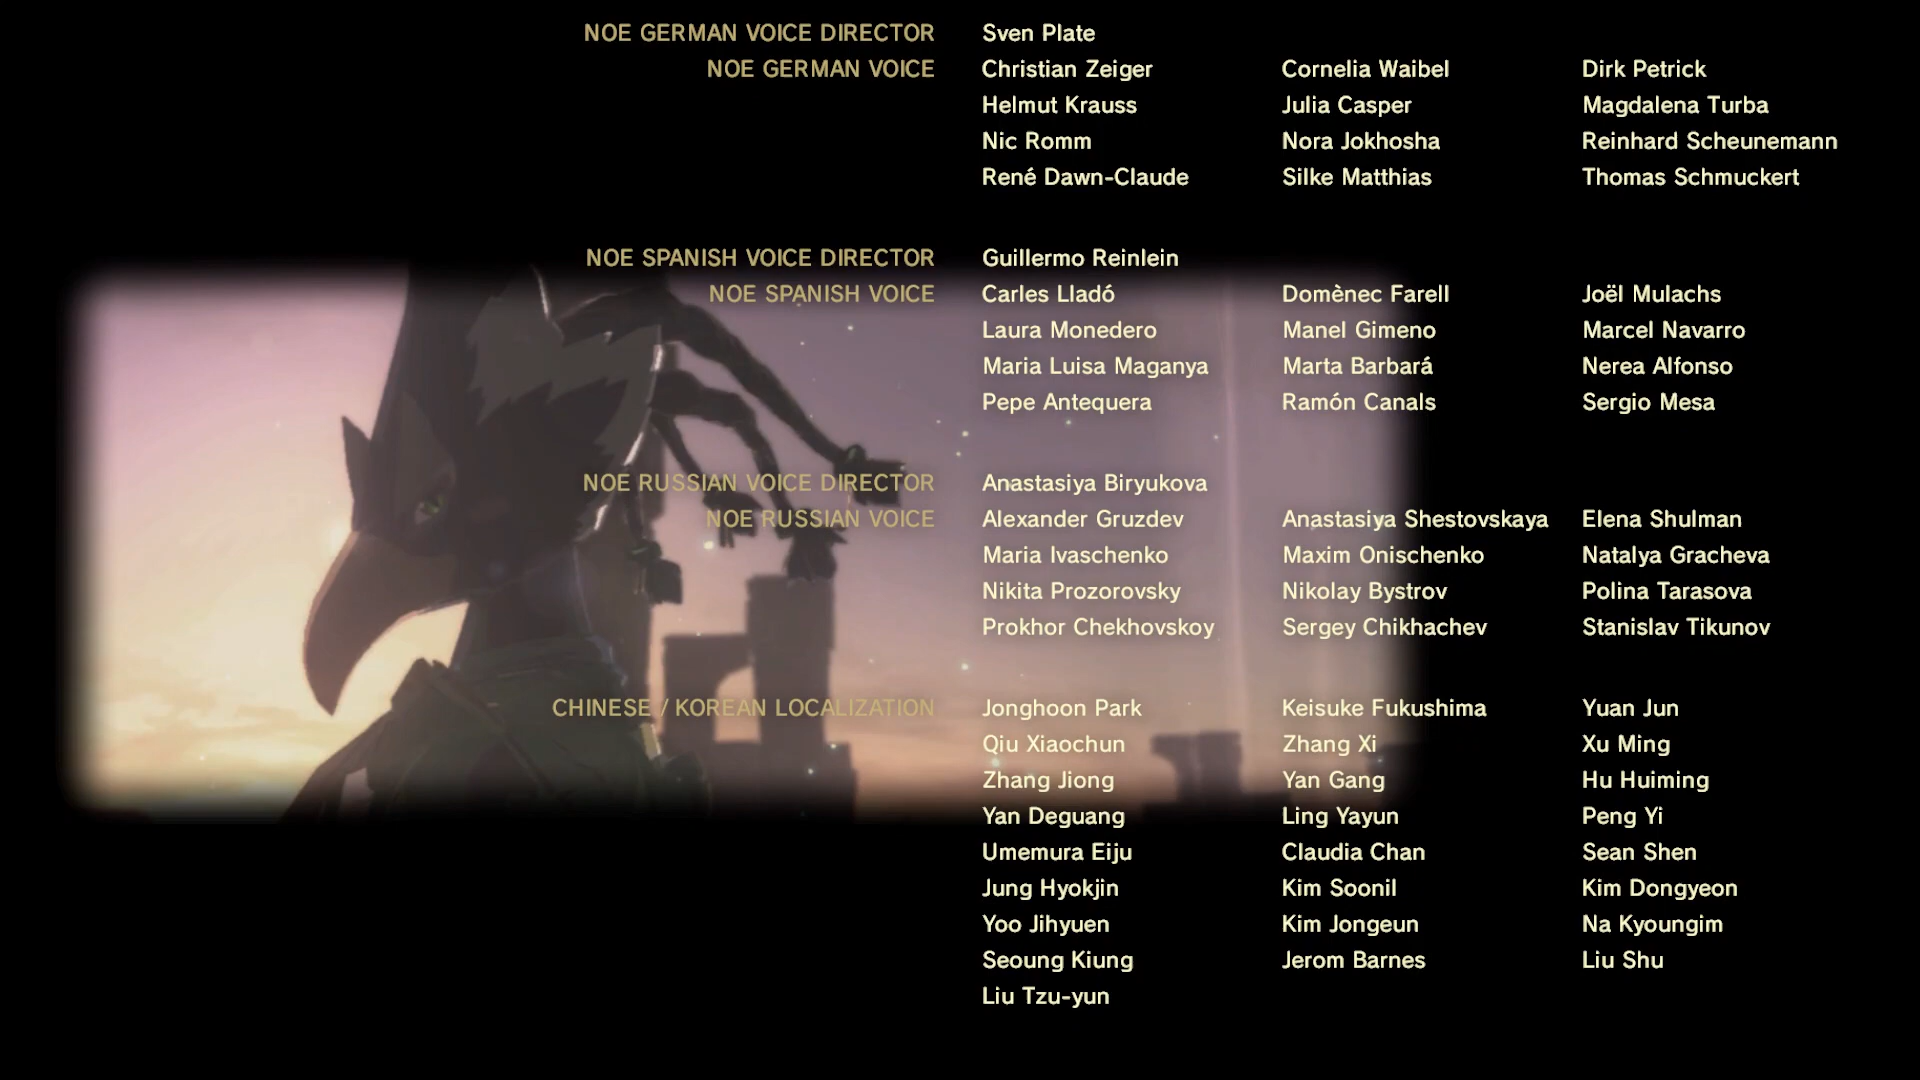 NOE GERMAN VOICE DIRECTOR Sven Plate
NOE GERMAN VOICE Christian Zeiger Cornelia Waibel Dirk Petrick
Helmut Krauss Julia Casper Magdalena Turba
Nic Romm Nora Jokhosha Reinhard Scheunemann
René Dawn-Claude Silke Matthias Thomas Schmuckert
NOE SPANISH VOICE DIRECTOR Guillermo Reinlein
NOE SPANISH VOICE Carles Lladó Domènec Farell Joël Mulachs
Laura Monedero Manel Gimeno Marcel Navarro
Maria Luisa Maganya Marta Barbará Nerea Alfonso
Pepe Antequera Ramón Canals Sergio Mesa
NOE RUSSIAN VOICE DIRECTOR Anastasiya Biryukova
NOE RUSSIAN VOICE Alexander Gruzdev Anastasiya Shestovskaya Elena Shulman
Maria Ivaschenko Maxim Onischenko Natalya Gracheva
Nikita Prozorovsky Nikolay Bystrov Polina Tarasova
Prokhor Chekhovskoy Sergey Chikhachev Stanislav Tikunov
CHINESE / KOREAN LOCALIZATION Jonghoon Park Keisuke Fukushima Yuan Jun
Qiu Xiaochun Zhang Xi Xu Ming
Zhang Jiong Yan Gang Hu Huiming
Yan Deguang Ling Yayun Peng Yi
Umemura Eiju Claudia Chan Sean Shen
Jung Hyokjin Kim Soonil Kim Dongyeon
Yoo Jihyuen Kim Jongeun Na Kyoungim
Seoung Kiung Jerom Barnes Liu Shu
Liu Tzu-yun